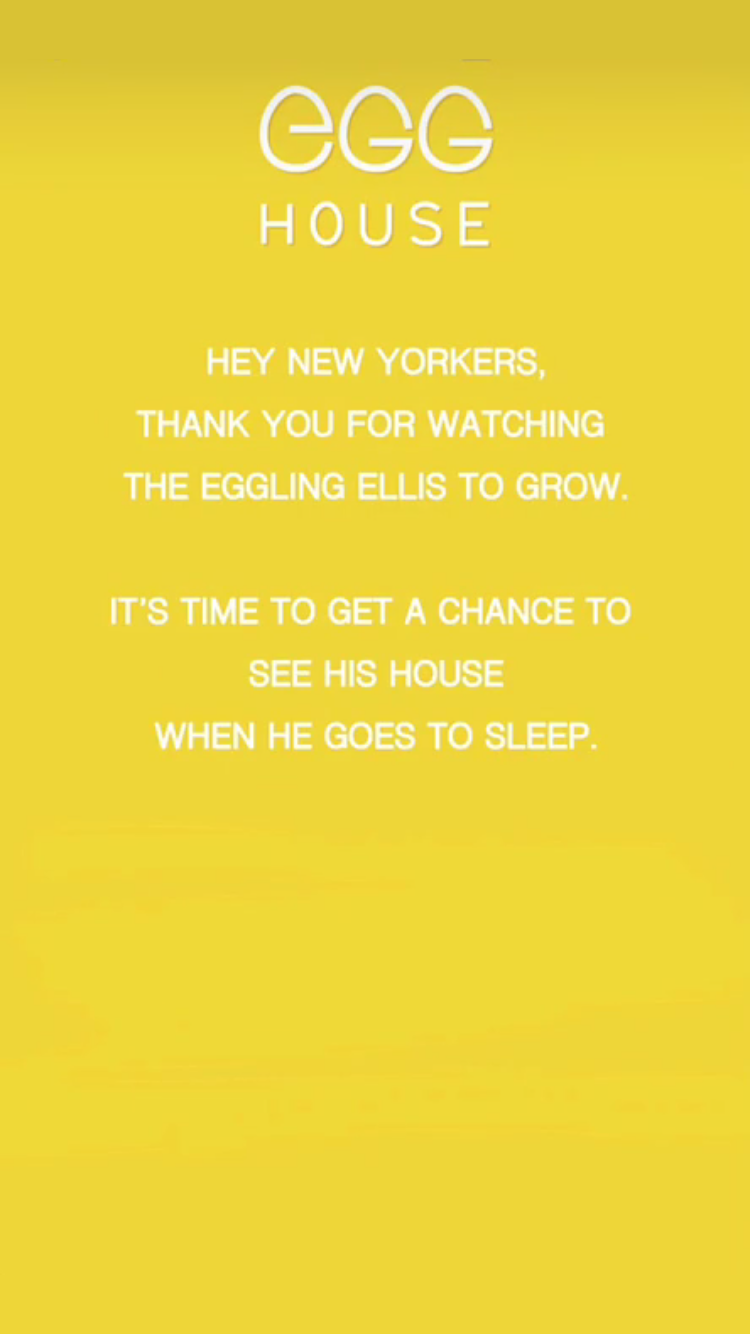 eGG
HOUSE
HEY NEW YORKERS,
THANK YOU FOR WATCHING
THE EGGLING ELLIS TO GROW.
IT'S TIME TO GET A CHANCE TO
SEE HIS HOUSE
WHEN HE GOES TO SLEEP.